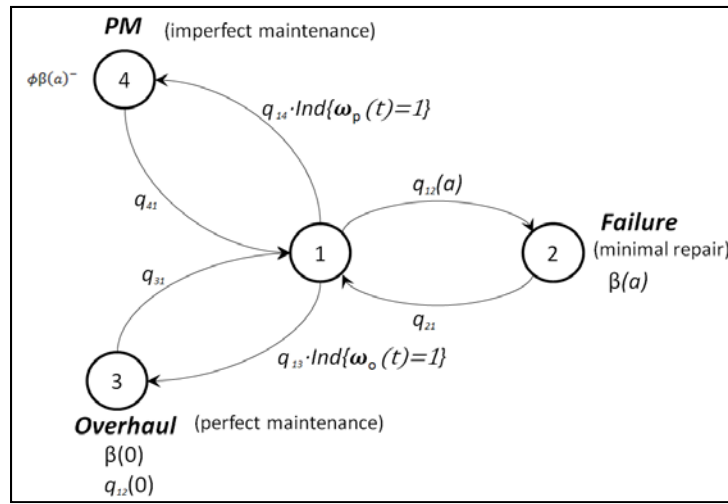 PM (imperfect maintenance)
ϕβ(a)⁻
4
q₁₄·Ind{ωₚ(t)=1}
q₄₁
q₁₂(a)
Failure
(minimal repair)
β(a)
1
2
q₃₁
q₂₁
q₁₃·Ind{ωₒ(t)=1}
3
Overhaul (perfect maintenance)
β(0)
q₁₂(0)